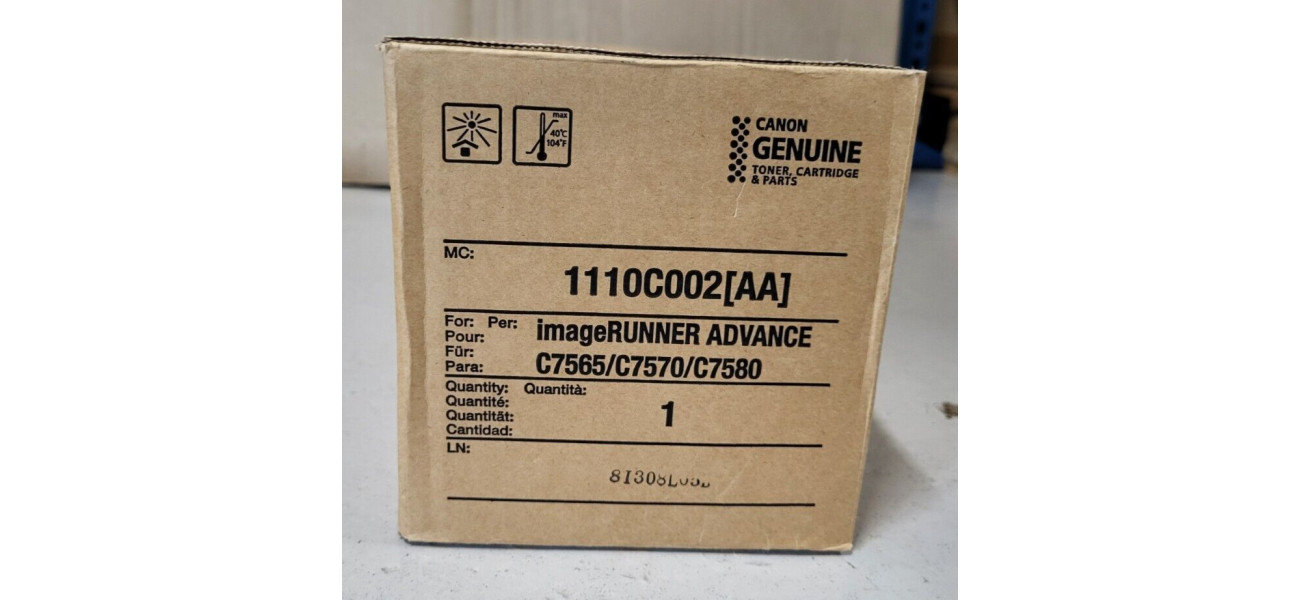 max
40°C
104°F
CANON
GENUINE
TONER, CARTRIDGE
& PARTS
MC:
1110C002[AA]
For: Per:
Pour:
Für:
Para:
imageRUNNER ADVANCE
C7565/C7570/C7580
Quantity: Quantità:
Quantité:
Quantität:
Cantidad:
1
LN: